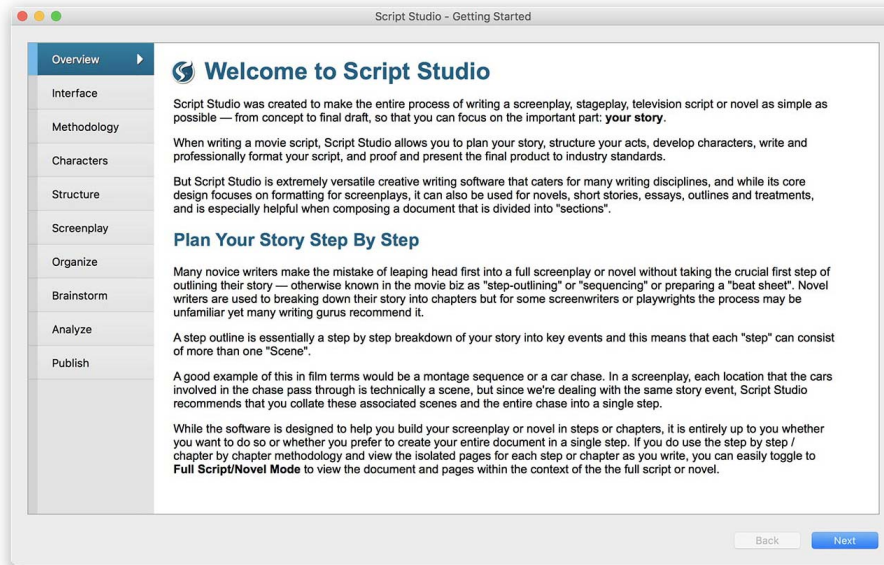 Script Studio - Getting Started
Overview
Interface
Methodology
Characters
Structure
Screenplay
Organize
Brainstorm
Analyze
Publish
Welcome to Script Studio
Script Studio was created to make the entire process of writing a screenplay, stageplay, television script or novel as simple as
possible — from concept to final draft, so that you can focus on the important part: your story.
When writing a movie script, Script Studio allows you to plan your story, structure your acts, develop characters, write and
professionally format your script, and proof and present the final product to industry standards.
But Script Studio is extremely versatile creative writing software that caters for many writing disciplines, and while its core
design focuses on formatting for screenplays, it can also be used for novels, short stories, essays, outlines and treatments,
and is especially helpful when composing a document that is divided into "sections".
Plan Your Story Step By Step
Many novice writers make the mistake of leaping head first into a full screenplay or novel without taking the crucial first step of
outlining their story — otherwise known in the movie biz as "step-outlining" or "sequencing" or preparing a "beat sheet". Novel
writers are used to breaking down their story into chapters but for some screenwriters or playwrights the process may be
unfamiliar yet many writing gurus recommend it.
A step outline is essentially a step by step breakdown of your story into key events and this means that each "step" can consist
of more than one "Scene".
A good example of this in film terms would be a montage sequence or a car chase. In a screenplay, each location that the cars
involved in the chase pass through is technically a scene, but since we're dealing with the same story event, Script Studio
recommends that you collate these associated scenes and the entire chase into a single step.
While the software is designed to help you build your screenplay or novel in steps or chapters, it is entirely up to you whether
you want to do so or whether you prefer to create your entire document in a single step. If you do use the step by step /
chapter by chapter methodology and view the isolated pages for each step or chapter as you write, you can easily toggle to
Full Script/Novel Mode to view the document and pages within the context of the the full script or novel.
Back
Next